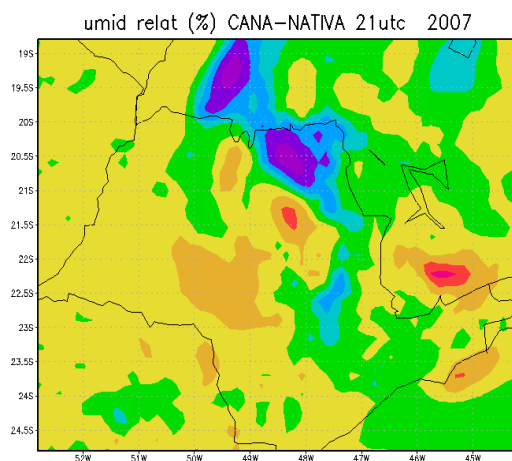 umid relat (%) CANA-NATIVA 21utc 2007
19S
19.5S
20S
20.5S
21S
21.5S
22S
22.5S
23S
23.5S
24S
24.5S
52W 51W 50W 49W 48W 47W 46W 45W